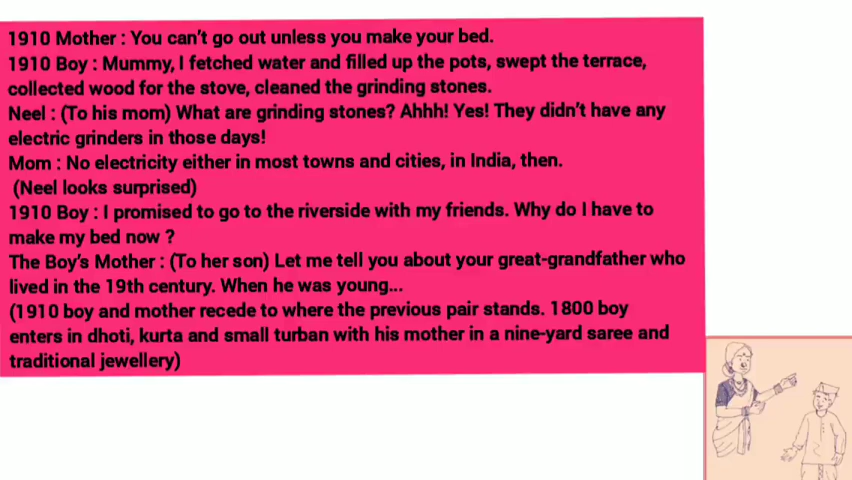 1910 Mother : You can't go out unless you make your bed.
1910 Boy : Mummy, I fetched water and filled up the pots, swept the terrace,
collected wood for the stove, cleaned the grinding stones.
Neel : (To his mom) What are grinding stones? Ahhh! Yes! They didn't have any
electric grinders in those days!
Mom : No electricity either in most towns and cities, in India, then.
(Neel looks surprised)
1910 Boy : I promised to go to the riverside with my friends. Why do I have to
make my bed now ?
The Boy's Mother : (To her son) Let me tell you about your great-grandfather who
lived in the 19th century. When he was young...
(1910 boy and mother recede to where the previous pair stands. 1800 boy
enters in dhoti, kurta and small turban with his mother in a nine-yard saree and
traditional jewellery)